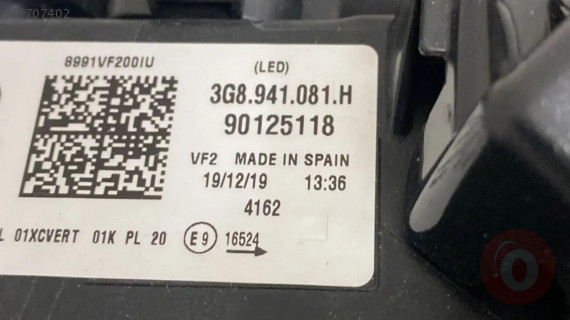 707402
8991VF200IU
(LED)
3G8.941.081.H
90125118
VF2 MADE IN SPAIN
19/12/19 13:36
4162
L 01XCVERT 01K PL 20 E9 16524